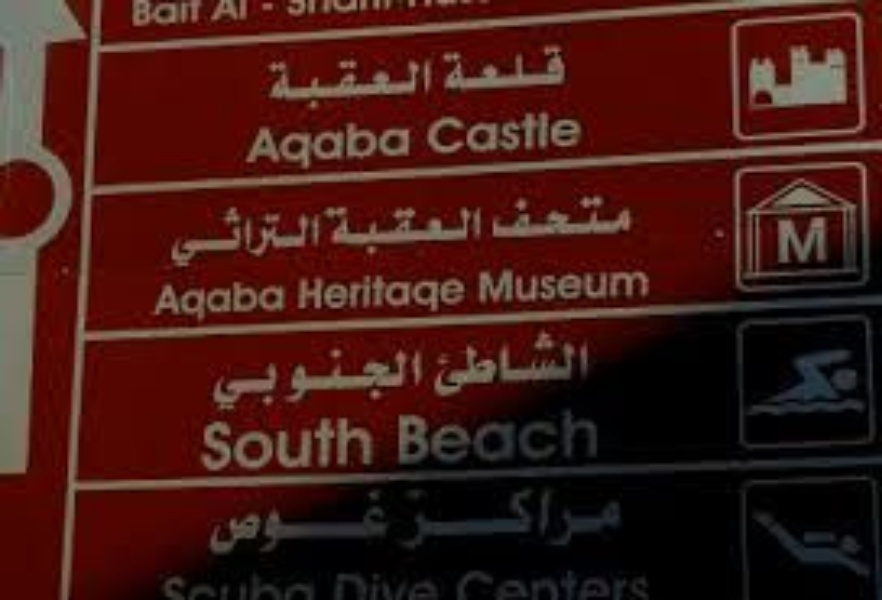 Bait Al - Sharif
قلعة العقبة
Aqaba Castle
متحف العقبة التراثي
Aqaba Heritage Museum
M
الشاطئ الجنوبي
South Beach
مراكز غوص
Scuba Dive Centers